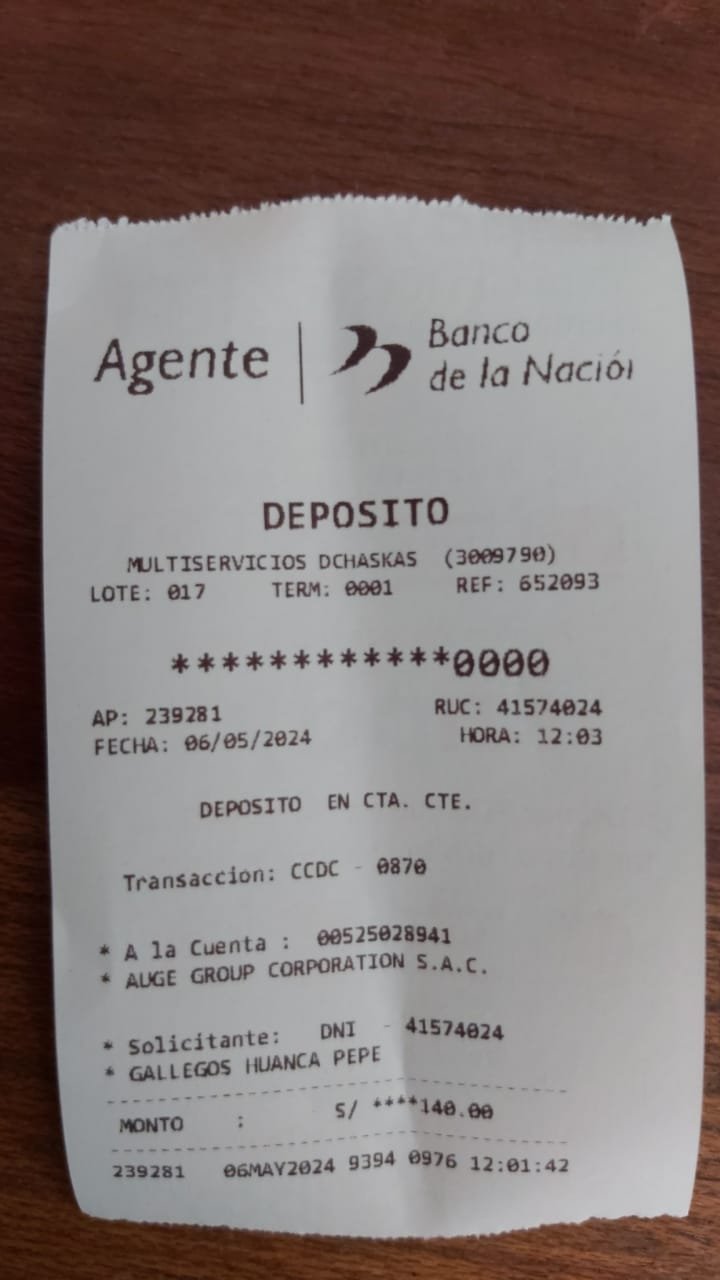 Agente | Banco
de la Nación
DEPOSITO
MULTISERVICIOS DCHASKAS (3009790)
LOTE: 017 TERM: 0001 REF: 652093
************0000
AP: 239281 RUC: 41574024
FECHA: 06/05/2024 HORA: 12:03
DEPOSITO EN CTA. CTE.
Transaccion: CCDC - 0870
* A la Cuenta : 00525028941
* AUGE GROUP CORPORATION S.A.C.
* Solicitante: DNI - 41574024
* GALLEGOS HUANCA PEPE
MONTO : S/ ****140.00
239281 06MAY2024 9394 0976 12:01:42